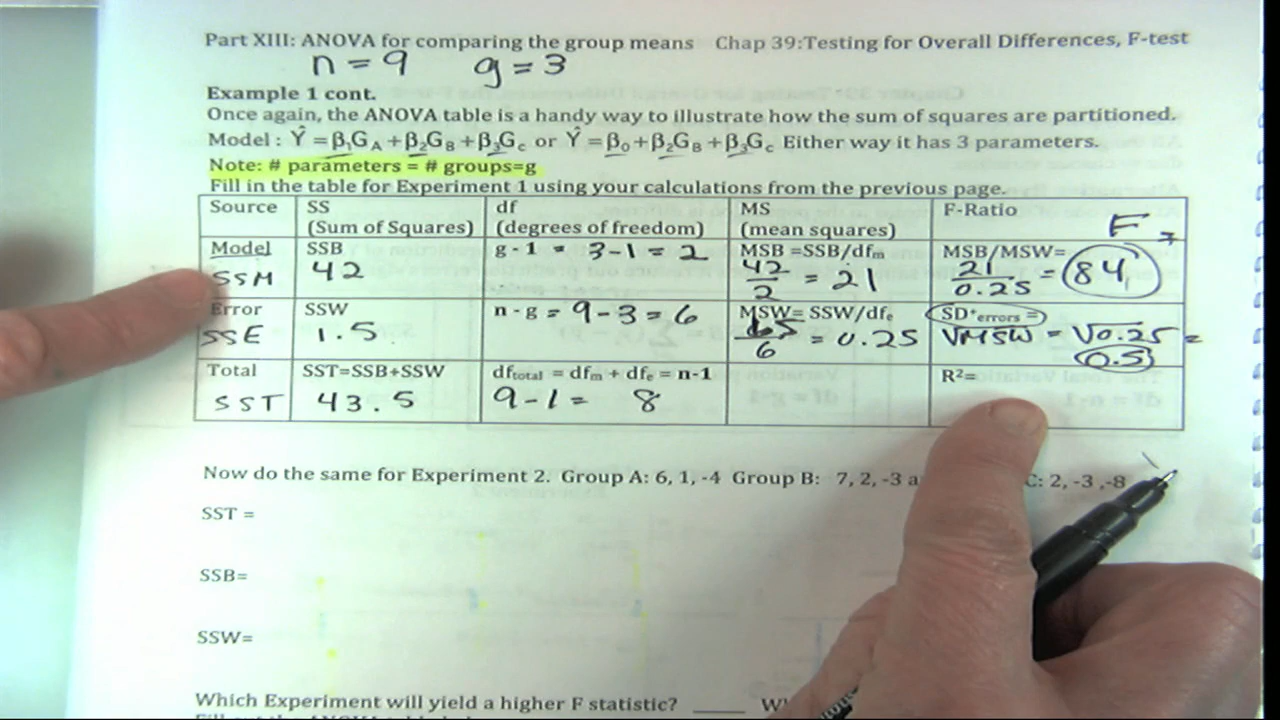 Part XIII: ANOVA for comparing the group means Chap 39:Testing for Overall Differences, F-test
n = 9 g = 3
Example 1 cont.
Once again, the ANOVA table is a handy way to illustrate how the sum of squares are partitioned.
Model : Ŷ = β₁G_A + β₂G_B + β₃G_c or Ŷ = β₀ + β₂G_B + β₃G_c Either way it has 3 parameters.
Note: # parameters = # groups=g
Fill in the table for Experiment 1 using your calculations from the previous page.
Source SS (Sum of Squares) df (degrees of freedom) MS (mean squares) F-Ratio F
Model SSB g - 1 = 3-1 = 2 MSB =SSB/dfm MSB/MSW=
SSM 42 42/2 = 21 21/0.25 = 84
Error SSW n - g = 9 - 3 = 6 MSW= SSW/dfe SD⁺errors =
SSE 1.5 /6 = 0.25 √MSW = √0.25 =
0.5
Total SST=SSB+SSW dftotal = dfm + dfe = n-1 R²=
SST 43.5 9-1 = 8
Now do the same for Experiment 2. Group A: 6, 1, -4 Group B: 7, 2, -3 a C: 2, -3 ,-8
SST =
SSB=
SSW=
Which Experiment will yield a higher F statistic? _____